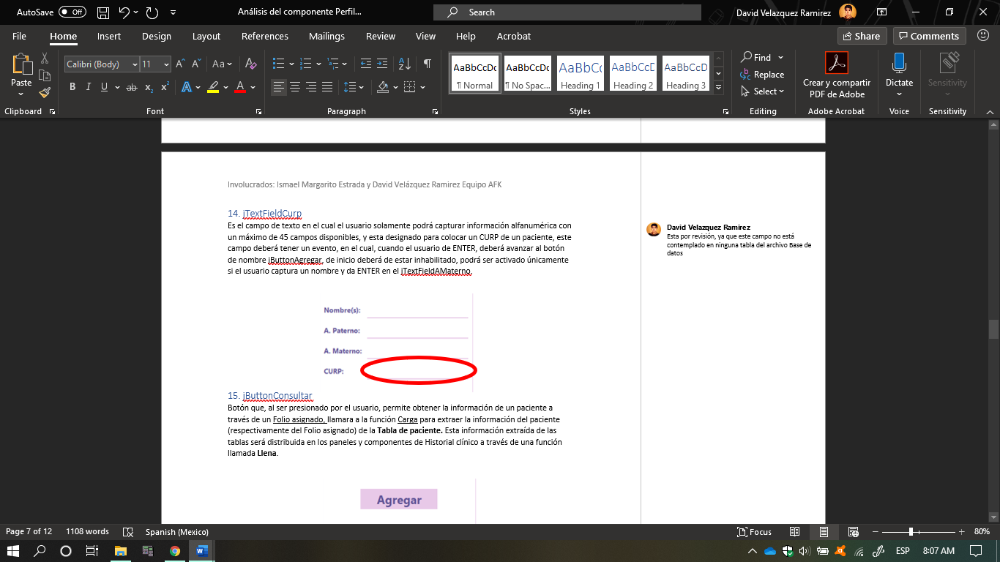 AutoSave Off Análisis del componente Perfil... Search David Velazquez Ramirez
File Home Insert Design Layout References Mailings Review View Help Acrobat Share Comments
Paste
Clipboard
Calibri (Body) 11 A A Aa A
B I U ab x₂ x² A A
Font
Paragraph
AaBbCcDc AaBbCcDc AaBbCc AaBbCcD AaBbCcD
¶ Normal ¶ No Spac... Heading 1 Heading 2 Heading 3
Styles
Find
Replace
Select
Editing
Crear y compartir
PDF de Adobe
Adobe Acrobat
Dictate
Voice
Sensitivity
Sensitivity
Involucrados: Ismael Margarito Estrada y David Velázquez Ramirez Equipo AFK
14. jTextFieldCurp
Es el campo de texto en el cual el usuario solamente podrá capturar información alfanumérica con
un máximo de 45 campos disponibles, y esta designado para colocar un CURP de un paciente, este
campo deberá tener un evento, en el cual, cuando el usuario de ENTER, deberá avanzar al botón
de nombre jButtonAgregar, de inicio deberá de estar inhabilitado, podrá ser activado únicamente
si el usuario captura un nombre y da ENTER en el jTextFieldAMaterno.
David Velazquez Ramirez
Esta por revisión, ya que este campo no está
contemplado en ninguna tabla del archivo Base de
datos
Nombre(s):
A. Paterno:
A. Materno:
CURP:
15. jButtonConsultar
Botón que, al ser presionado por el usuario, permite obtener la información de un paciente a
través de un Folio asignado, llamara a la función Carga para extraer la información del paciente
(respectivamente del Folio asignado) de la Tabla de paciente. Esta información extraída de las
tablas será distribuida en los paneles y componentes de Historial clínico a través de una función
llamada Llena.
Agregar
Page 7 of 12 1108 words Spanish (Mexico) Focus 80%
ESP 8:07 AM